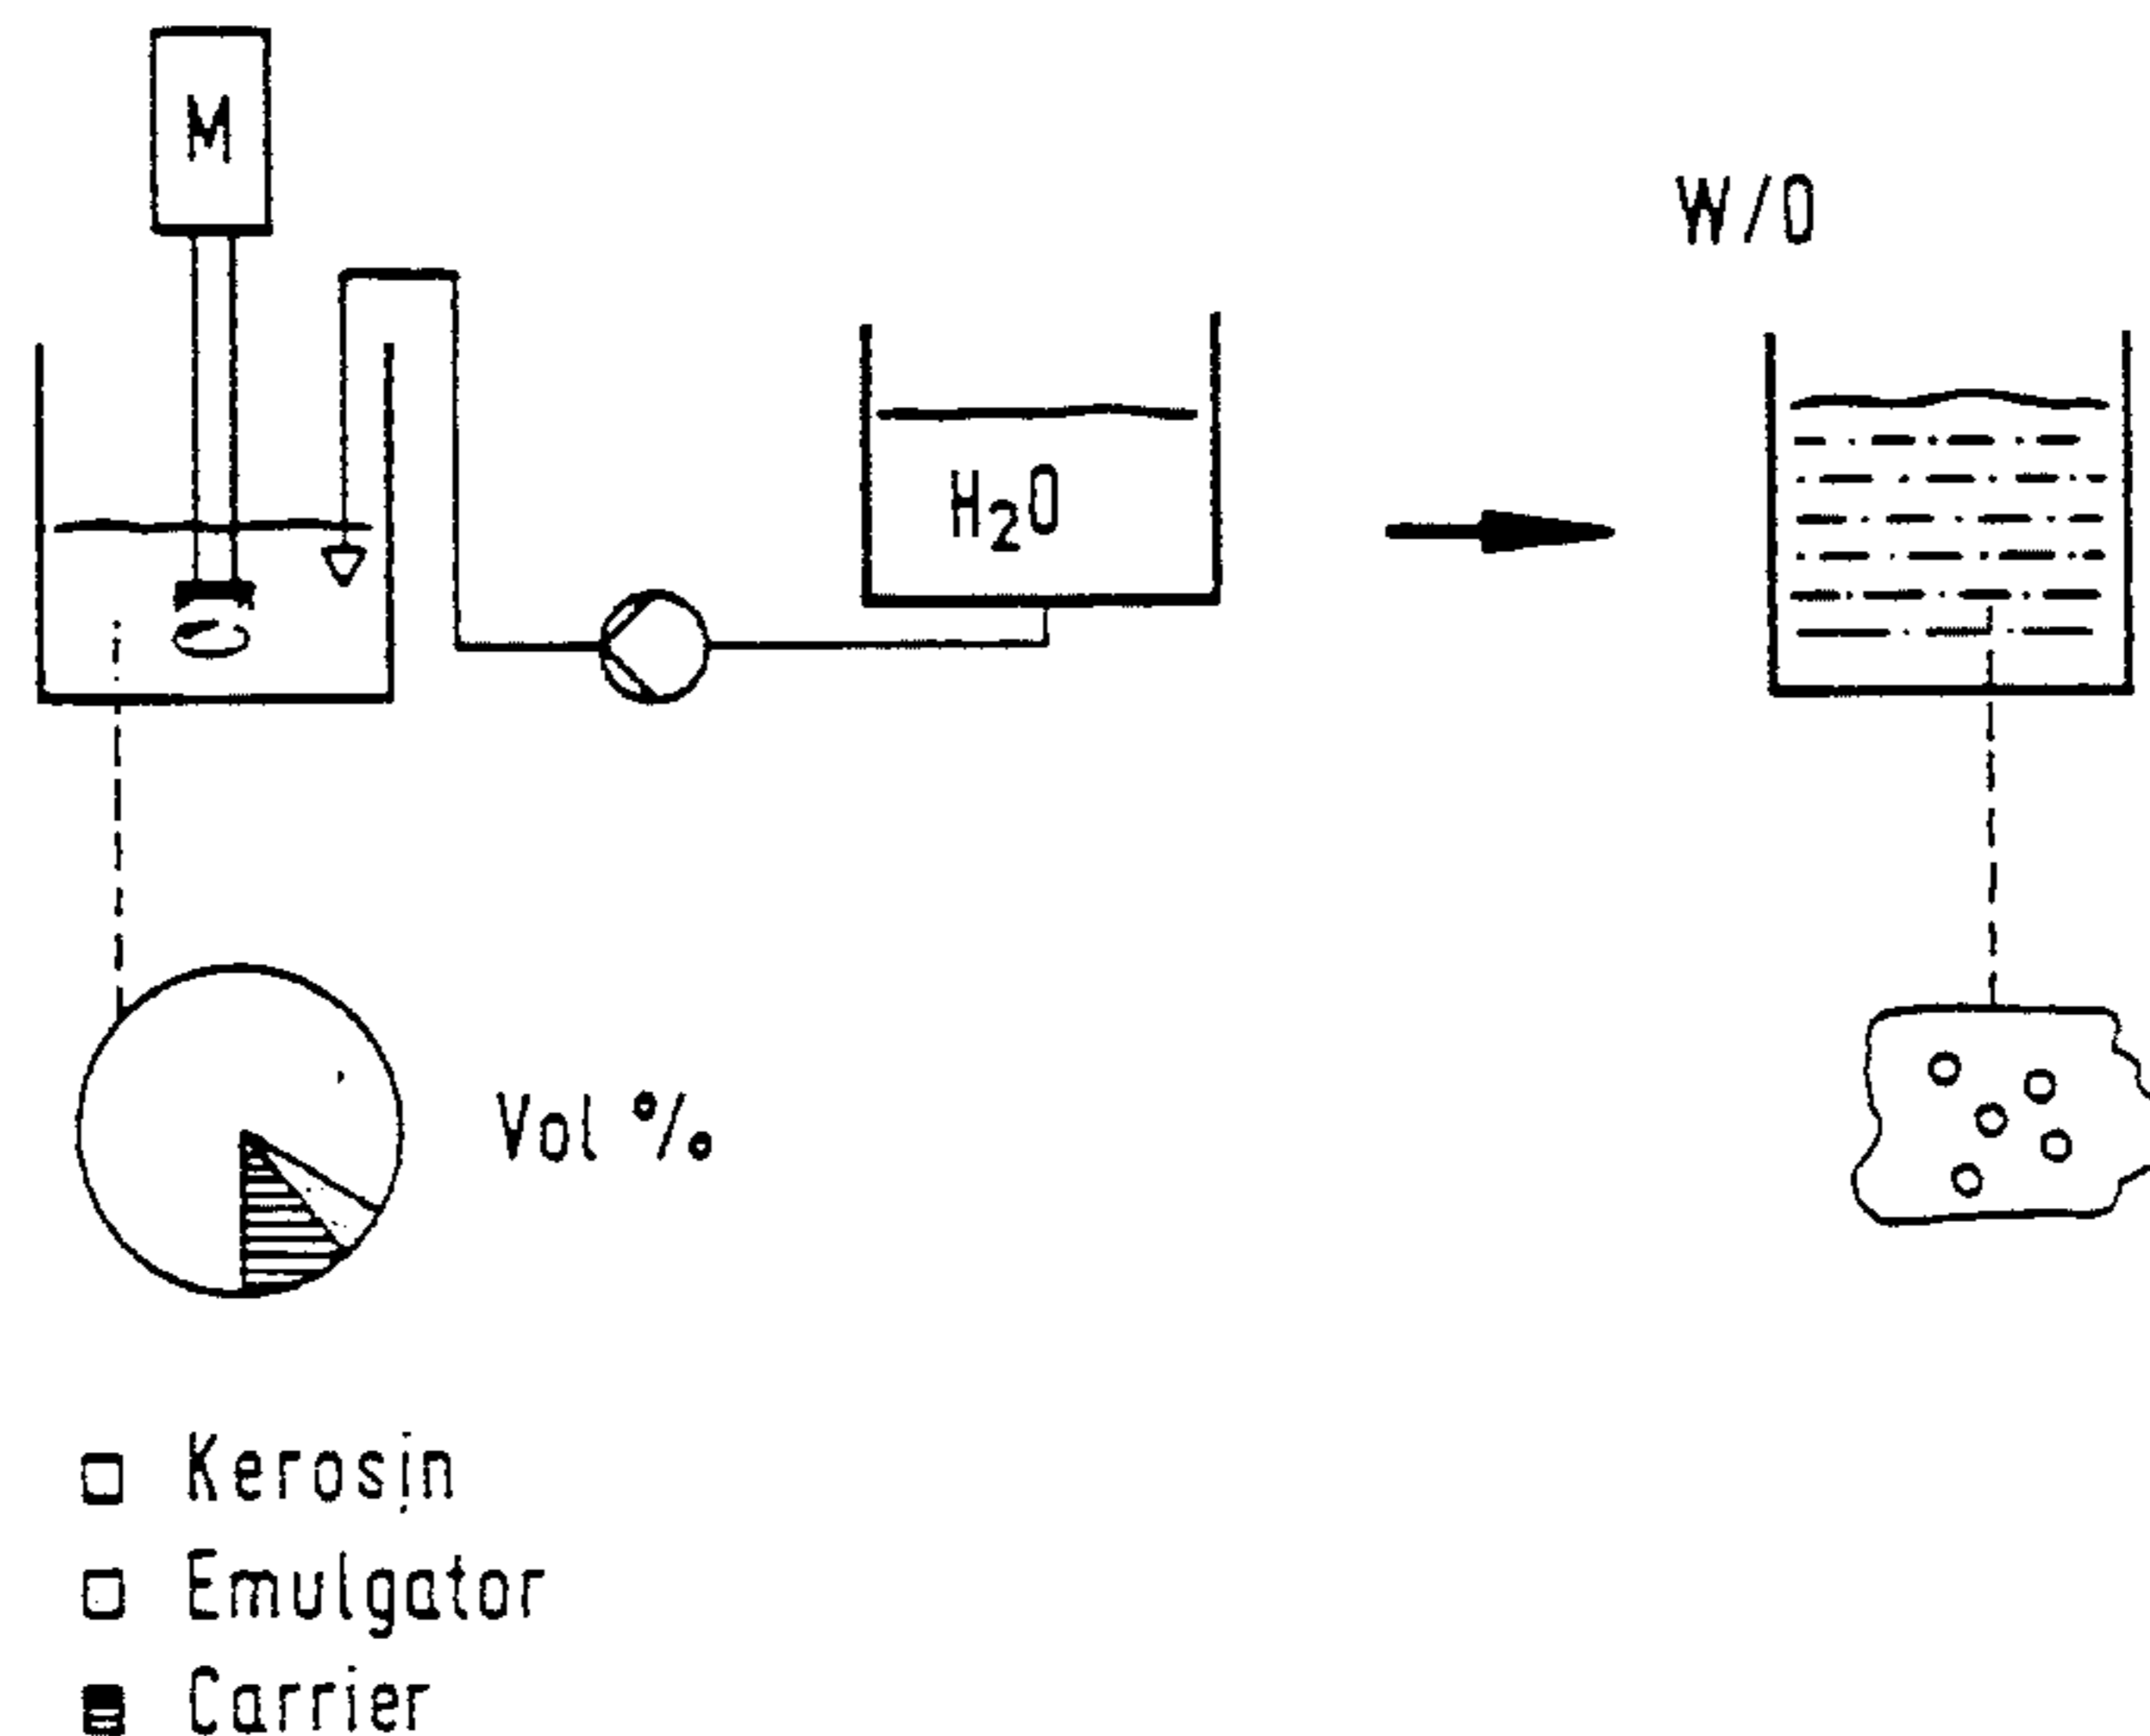 M
W/O
H₂O
Vol %
Kerosin
Emulgator
Carrier